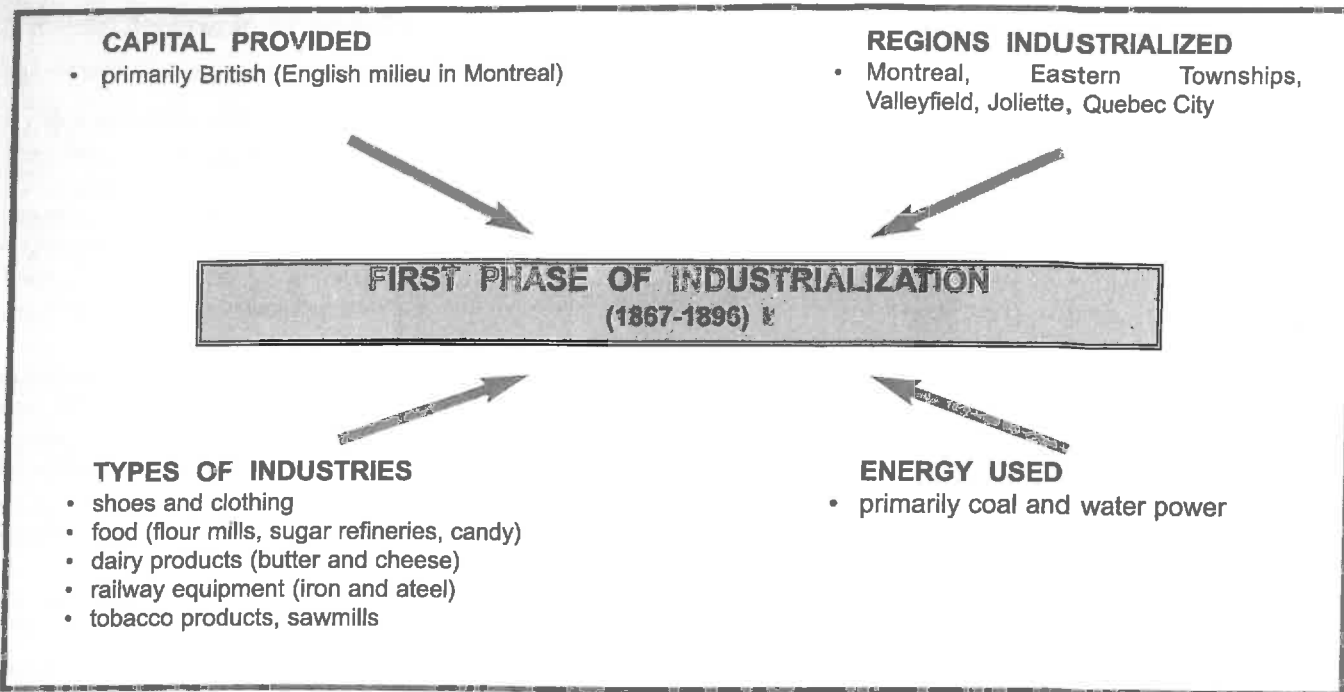 CAPITAL PROVIDED
• primarily British (English milieu in Montreal)
REGIONS INDUSTRIALIZED
• Montreal, Eastern Townships,
Valleyfield, Joliette, Quebec City
FIRST PHASE OF INDUSTRIALIZATION
(1867-1896)
TYPES OF INDUSTRIES
• shoes and clothing
• food (flour mills, sugar refineries, candy)
• dairy products (butter and cheese)
• railway equipment (iron and ateel)
• tobacco products, sawmills
ENERGY USED
• primarily coal and water power